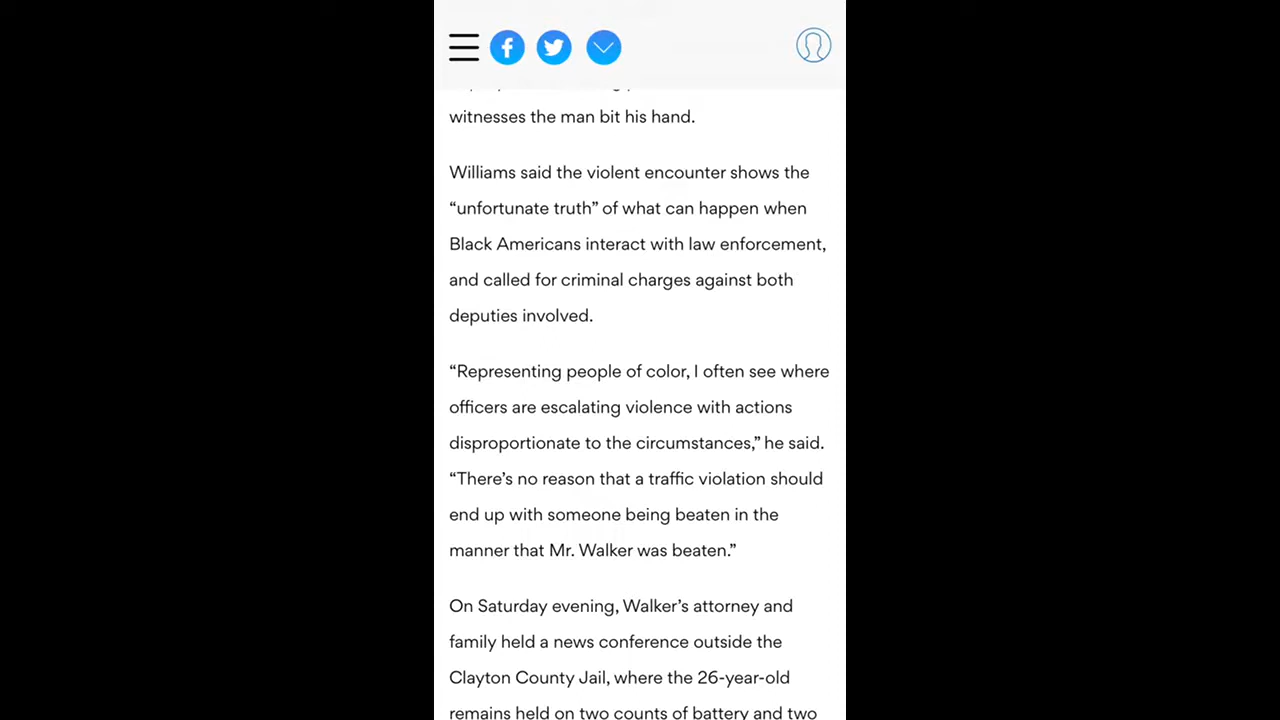 witnesses the man bit his hand.
Williams said the violent encounter shows the
“unfortunate truth” of what can happen when
Black Americans interact with law enforcement,
and called for criminal charges against both
deputies involved.
“Representing people of color, I often see where
officers are escalating violence with actions
disproportionate to the circumstances,” he said.
“There’s no reason that a traffic violation should
end up with someone being beaten in the
manner that Mr. Walker was beaten.”
On Saturday evening, Walker’s attorney and
family held a news conference outside the
Clayton County Jail, where the 26-year-old
remains held on two counts of battery and two